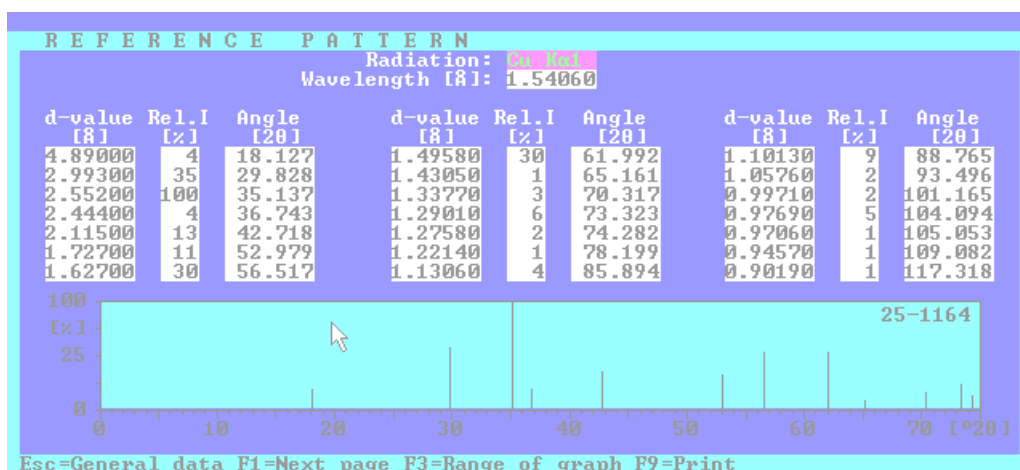 REFERENCE PATTERN
Radiation: Cu Kα1
Wavelength [Å]: 1.54060
d-value Rel.I Angle d-value Rel.I Angle d-value Rel.I Angle
[Å] [%] [2θ] [Å] [%] [2θ] [Å] [%] [2θ]
4.89000 4 18.127 1.49580 30 61.992 1.10130 9 88.765
2.99300 35 29.828 1.43050 1 65.161 1.05760 2 93.496
2.55200 100 35.137 1.33770 3 70.317 0.99710 2 101.165
2.44400 4 36.743 1.29010 6 73.323 0.97690 5 104.094
2.11500 13 42.718 1.27580 2 74.282 0.97060 1 105.053
1.72700 11 52.979 1.22140 1 78.199 0.94570 1 109.082
1.62700 30 56.517 1.13060 4 85.894 0.90190 1 117.318
100
25-1164
[%]
25
0
0 10 20 30 40 50 60 70 [°2θ]
Esc=General data F1=Next page F3=Range of graph F9=Print